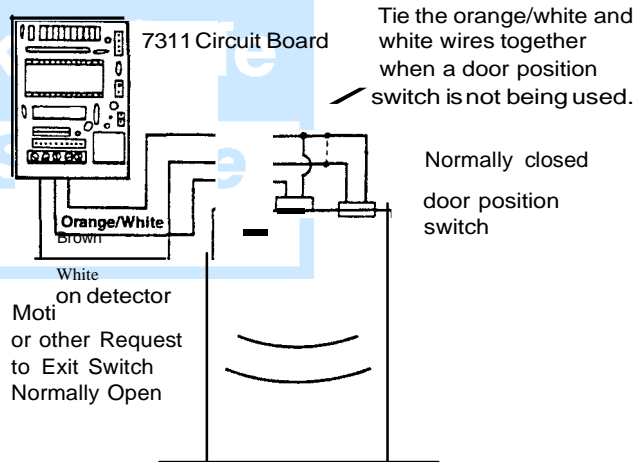 7311 Circuit Board
Tie the orange/white and
white wires together
when a door position
switch is not being used.
Normally closed
door position
switch
Orange/White
Brown
White
Moti
on detector
or other Request
to Exit Switch
Normally Open